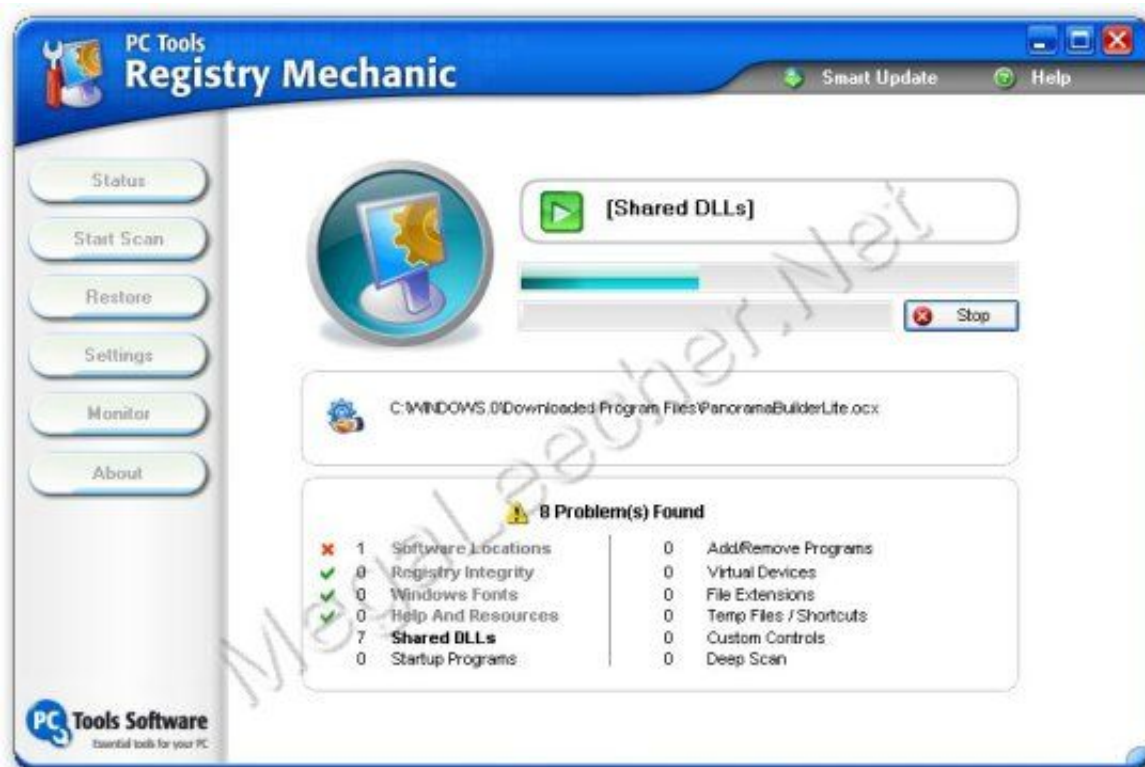 PC Tools
Registry Mechanic
Smart Update
Help
Status
Start Scan
Restore
Settings
Monitor
About
[Shared DLLs]
Stop
C:\WINDOWS.0\Downloaded Program Files\PanoramaBuilderLite.ocx
8 Problem(s) Found
1 Software Locations
0 Registry Integrity
0 Windows Fonts
0 Help And Resources
7 Shared DLLs
0 Startup Programs
0 Add/Remove Programs
0 Virtual Devices
0 File Extensions
0 Temp Files / Shortcuts
0 Custom Controls
0 Deep Scan
PC Tools Software
Essential tools for your PC
MegaLeecher.Net